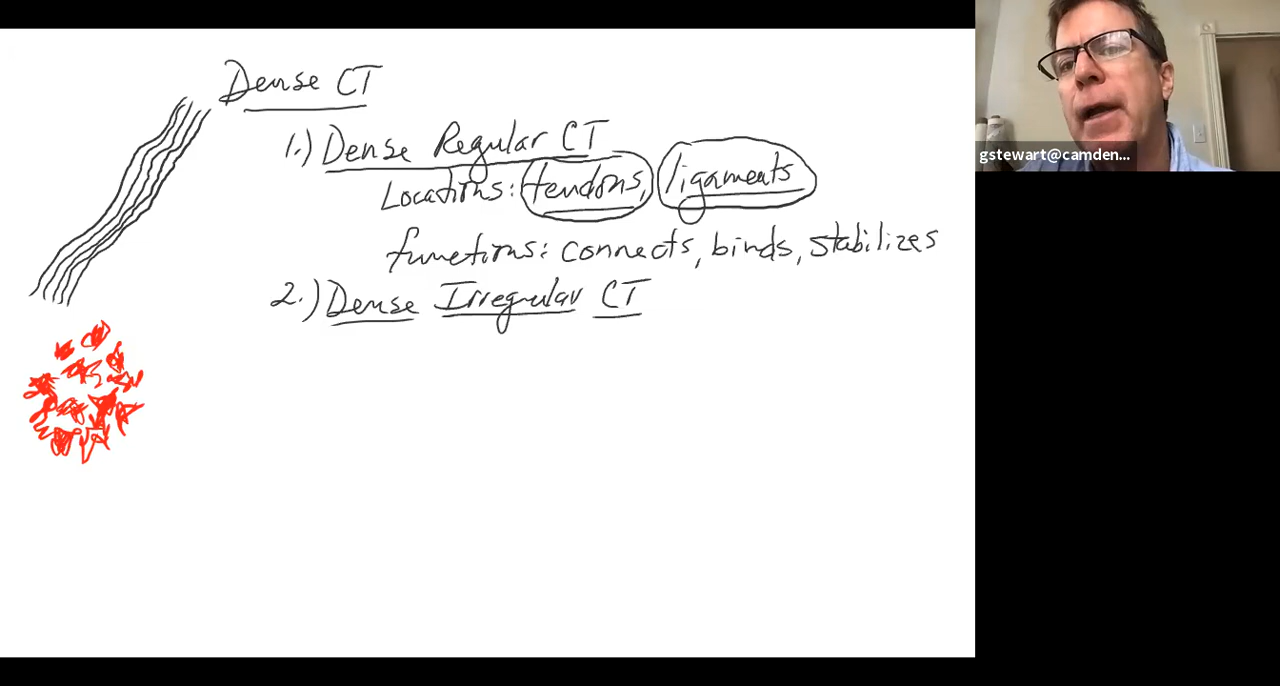 Dense CT
1.) Dense Regular CT
Locations: tendons, ligaments
functions: connects, binds, stabilizes
2.) Dense Irregular CT
gstewart@camden...